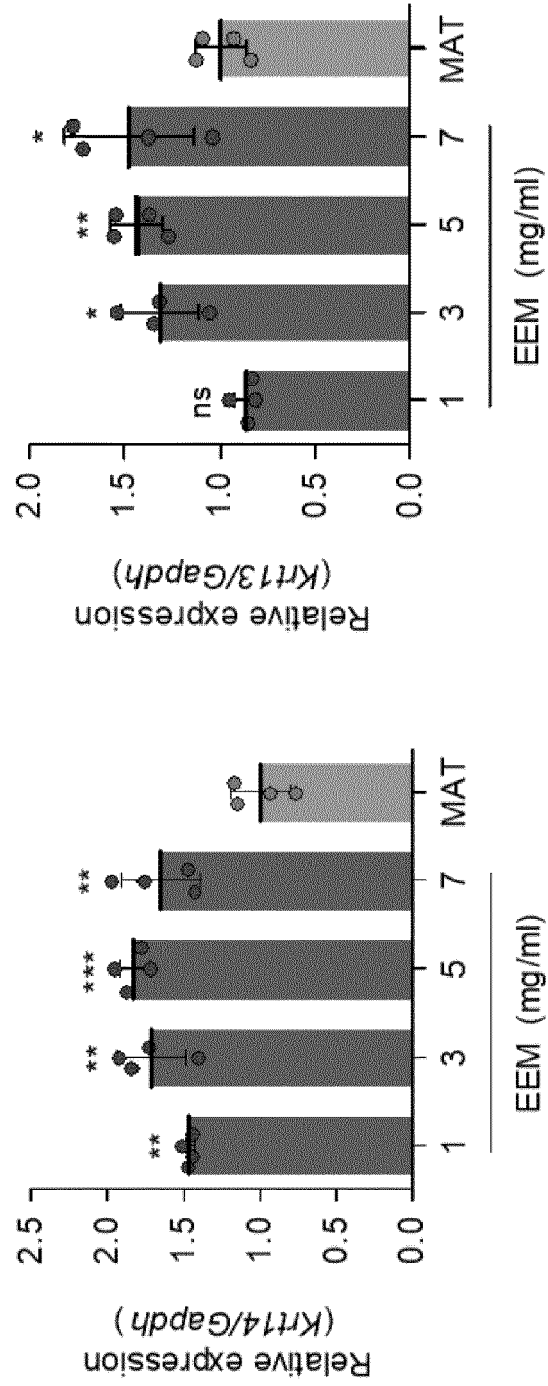 Relative expression
(Krt14/Gapdh)
2.5
2.0
1.5
1.0
0.5
0.0
**
**
***
**
1
3
5
7
MAT
EEM (mg/ml)
Relative expression
(Krt13/Gapdh)
2.0
1.5
1.0
0.5
0.0
ns
*
**
*
1
3
5
7
MAT
EEM (mg/ml)